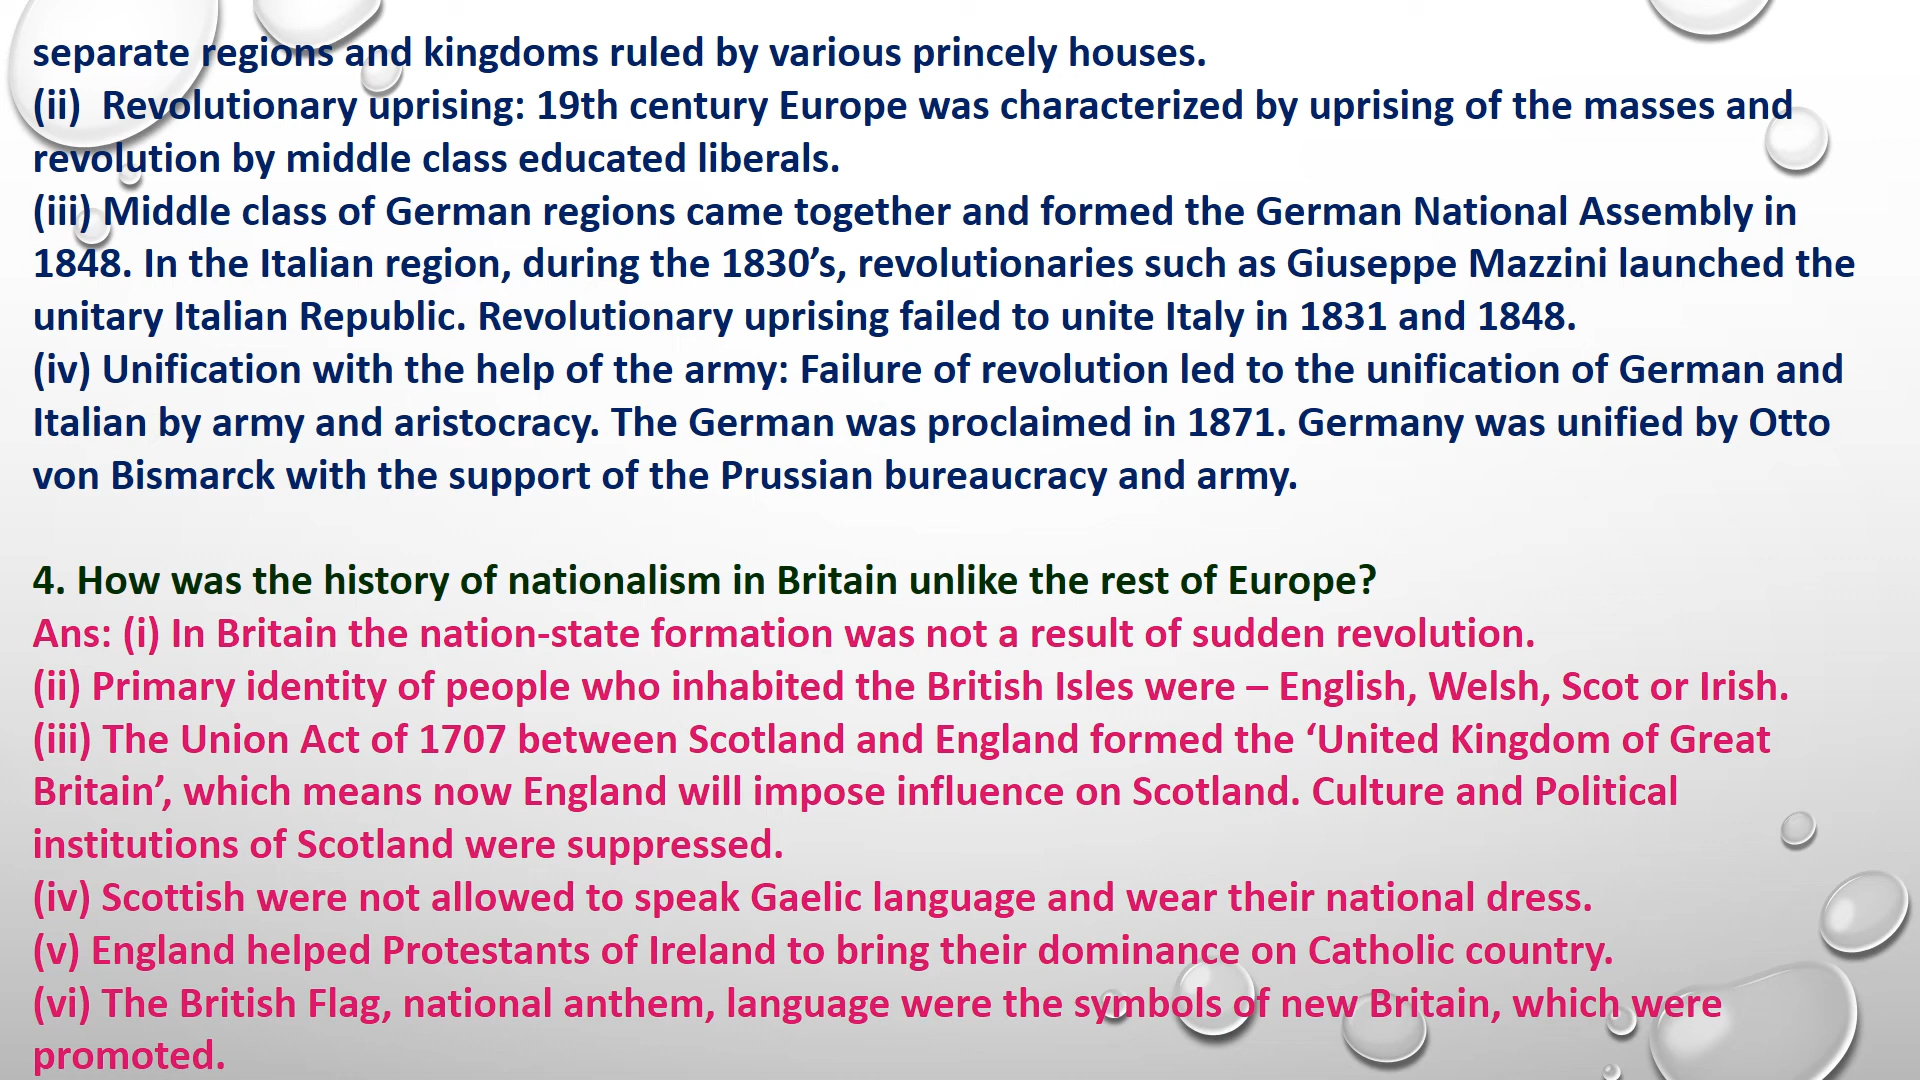 separate regions and kingdoms ruled by various princely houses.
(ii)  Revolutionary uprising: 19th century Europe was characterized by uprising of the masses and
revolution by middle class educated liberals.
(iii) Middle class of German regions came together and formed the German National Assembly in
1848. In the Italian region, during the 1830’s, revolutionaries such as Giuseppe Mazzini launched the
unitary Italian Republic. Revolutionary uprising failed to unite Italy in 1831 and 1848.
(iv) Unification with the help of the army: Failure of revolution led to the unification of German and
Italian by army and aristocracy. The German was proclaimed in 1871. Germany was unified by Otto
von Bismarck with the support of the Prussian bureaucracy and army.
4. How was the history of nationalism in Britain unlike the rest of Europe?
Ans: (i) In Britain the nation-state formation was not a result of sudden revolution.
(ii) Primary identity of people who inhabited the British Isles were – English, Welsh, Scot or Irish.
(iii) The Union Act of 1707 between Scotland and England formed the ‘United Kingdom of Great
Britain’, which means now England will impose influence on Scotland. Culture and Political
institutions of Scotland were suppressed.
(iv) Scottish were not allowed to speak Gaelic language and wear their national dress.
(v) England helped Protestants of Ireland to bring their dominance on Catholic country.
(vi) The British Flag, national anthem, language were the symbols of new Britain, which were
promoted.